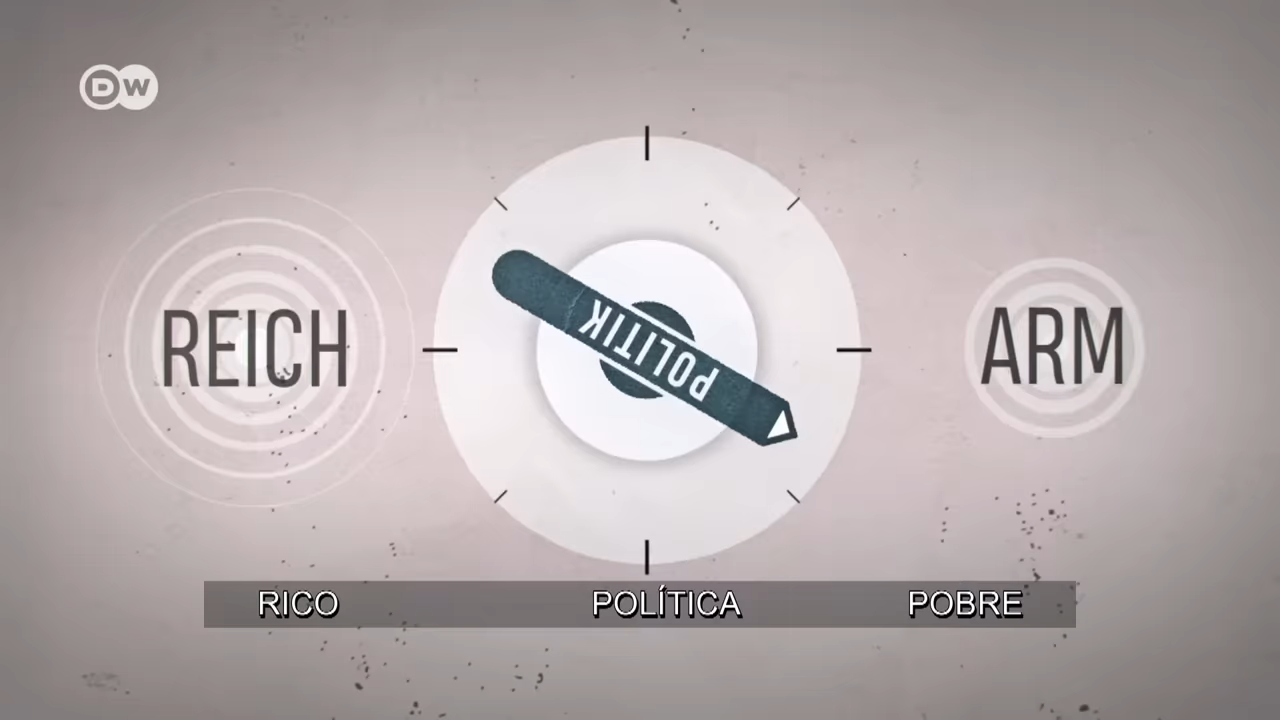 DW
REICH
POLITIK
ARM
RICO POLÍTICA POBRE